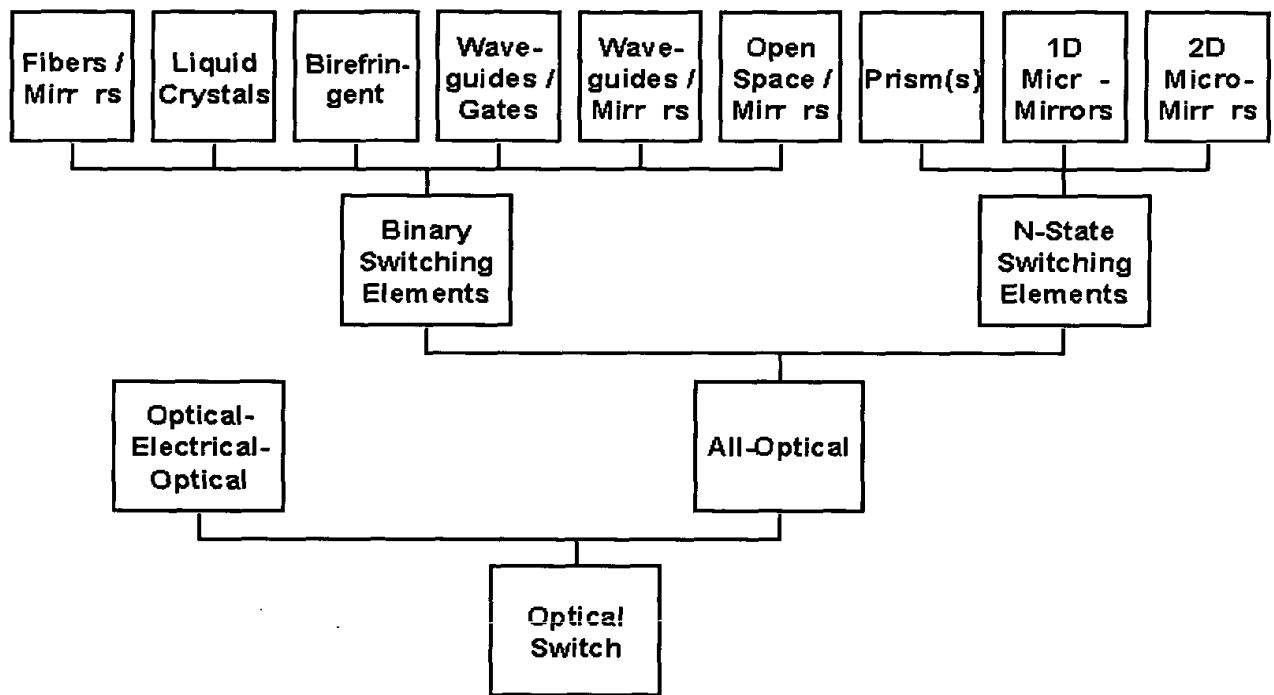 Fibers /
Mirr rs
Liquid
Crystals
Birefrin-
gent
Wave-
guides /
Gates
Wave-
guides /
Mirr rs
Open
Space /
Mirr rs
Prism(s)
1D
Micr -
Mirrors
2D
Micro-
Mirr rs
Binary
Switching
Elements
N-State
Switching
Elements
Optical-
Electrical-
Optical
All-Optical
Optical
Switch